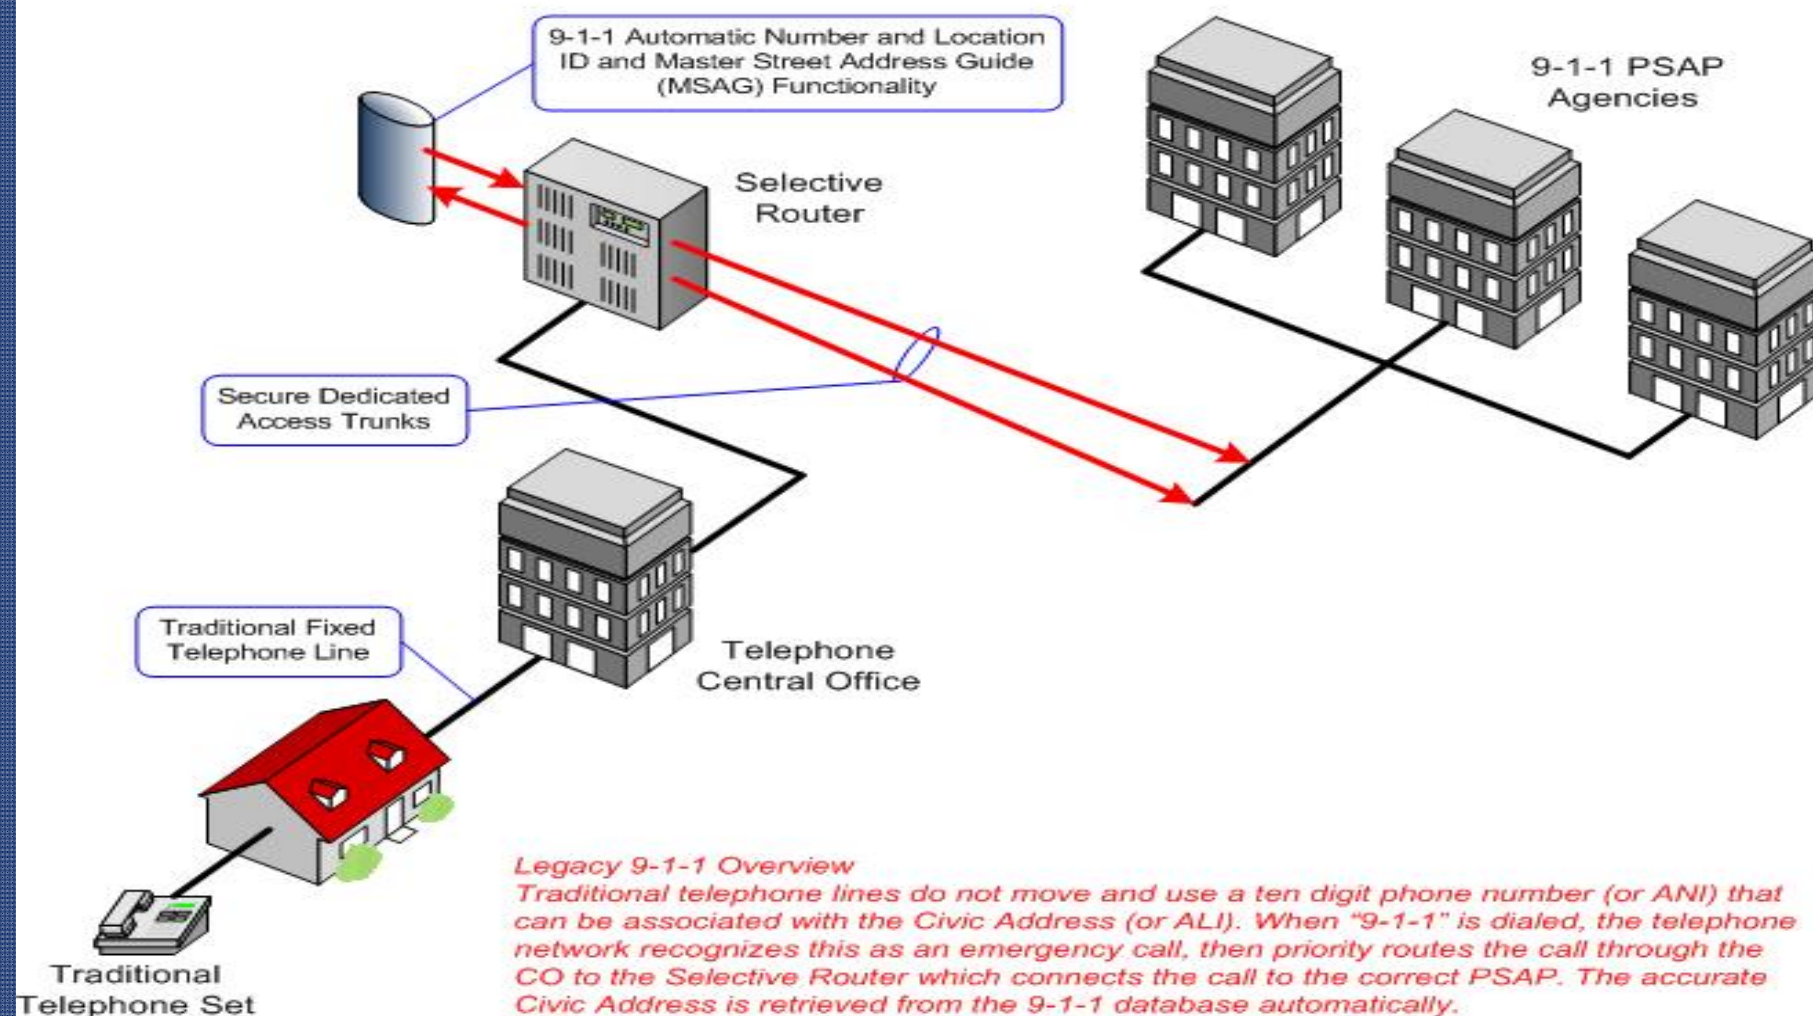 9-1-1 Automatic Number and Location
ID and Master Street Address Guide
(MSAG) Functionality
9-1-1 PSAP
Agencies
Selective
Router
Secure Dedicated
Access Trunks
Traditional Fixed
Telephone Line
Telephone
Central Office
Traditional
Telephone Set
Legacy 9-1-1 Overview
Traditional telephone lines do not move and use a ten digit phone number (or ANI) that
can be associated with the Civic Address (or ALI). When "9-1-1" is dialed, the telephone
network recognizes this as an emergency call, then priority routes the call through the
CO to the Selective Router which connects the call to the correct PSAP. The accurate
Civic Address is retrieved from the 9-1-1 database automatically.